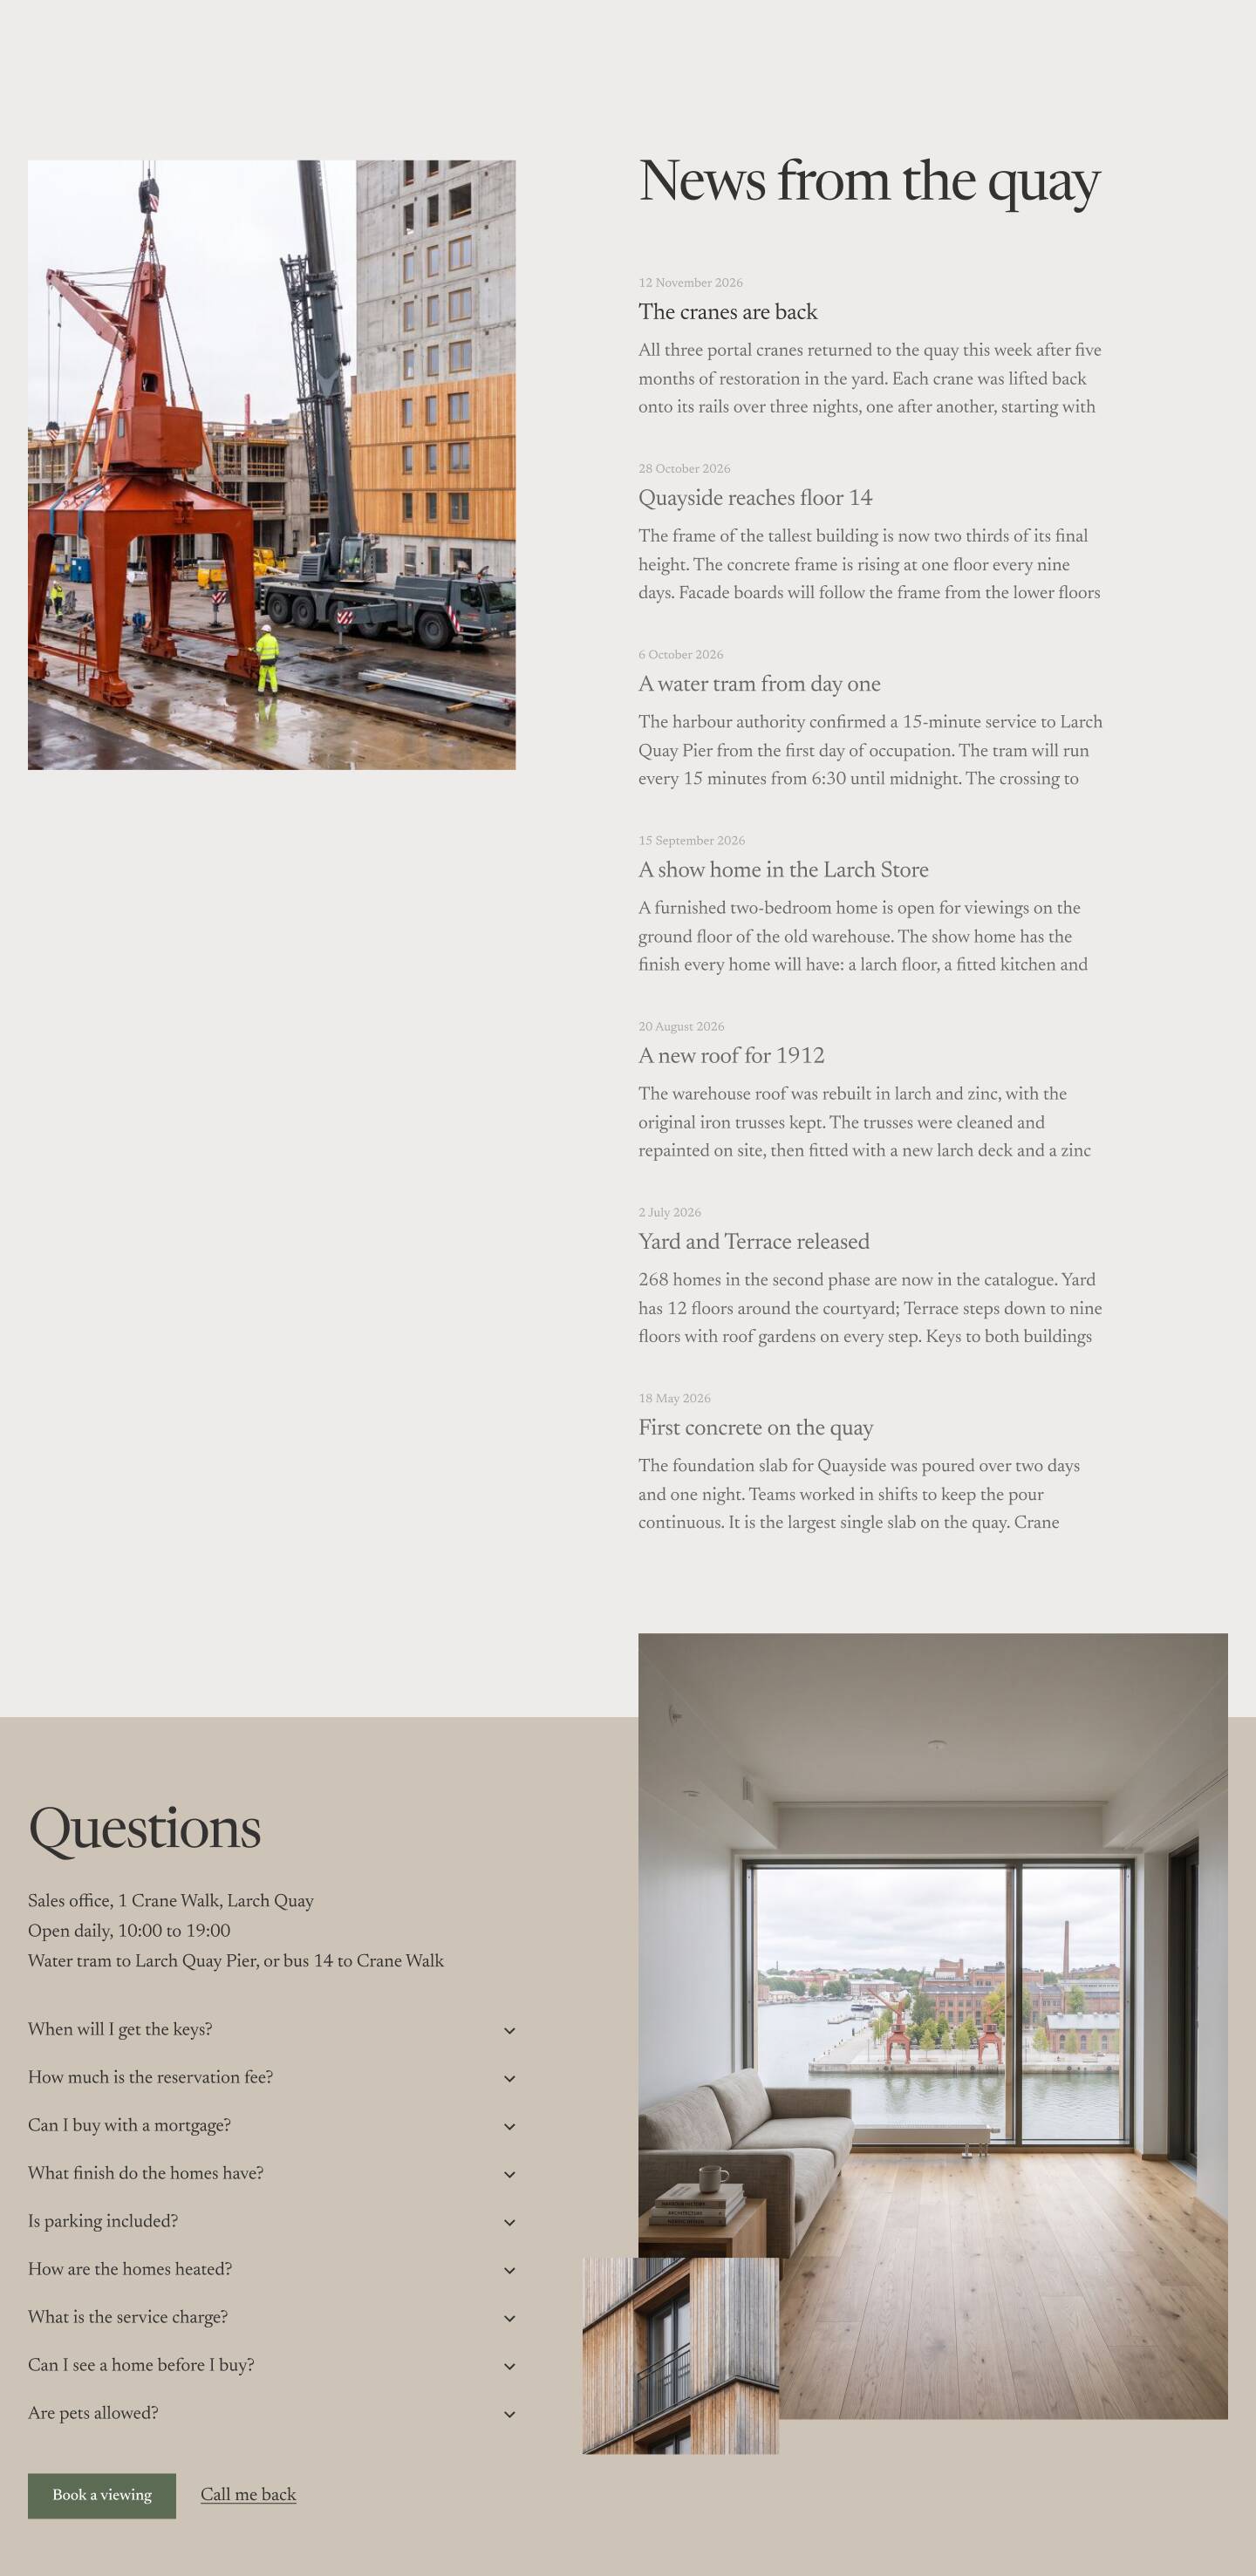 News from the quay
12 November 2026
The cranes are back
All three portal cranes returned to the quay this week after five
months of restoration in the yard. Each crane was lifted back
onto its rails over three nights, one after another, starting with
28 October 2026
Quayside reaches floor 14
The frame of the tallest building is now two thirds of its final
height. The concrete frame is rising at one floor every nine
days. Facade boards will follow the frame from the lower floors
6 October 2026
A water tram from day one
The harbour authority confirmed a 15-minute service to Larch
Quay Pier from the first day of occupation. The tram will run
every 15 minutes from 6:30 until midnight. The crossing to
15 September 2026
A show home in the Larch Store
A furnished two-bedroom home is open for viewings on the
ground floor of the old warehouse. The show home has the
finish every home will have: a larch floor, a fitted kitchen and
20 August 2026
A new roof for 1912
The warehouse roof was rebuilt in larch and zinc, with the
original iron trusses kept. The trusses were cleaned and
repainted on site, then fitted with a new larch deck and a zinc
2 July 2026
Yard and Terrace released
268 homes in the second phase are now in the catalogue. Yard
has 12 floors around the courtyard; Terrace steps down to nine
floors with roof gardens on every step. Keys to both buildings
18 May 2026
First concrete on the quay
The foundation slab for Quayside was poured over two days
and one night. Teams worked in shifts to keep the pour
continuous. It is the largest single slab on the quay. Crane
Questions
Sales office, 1 Crane Walk, Larch Quay
Open daily, 10:00 to 19:00
Water tram to Larch Quay Pier, or bus 14 to Crane Walk
When will I get the keys?
How much is the reservation fee?
Can I buy with a mortgage?
What finish do the homes have?
Is parking included?
How are the homes heated?
What is the service charge?
Can I see a home before I buy?
Are pets allowed?
Book a viewing
Call me back